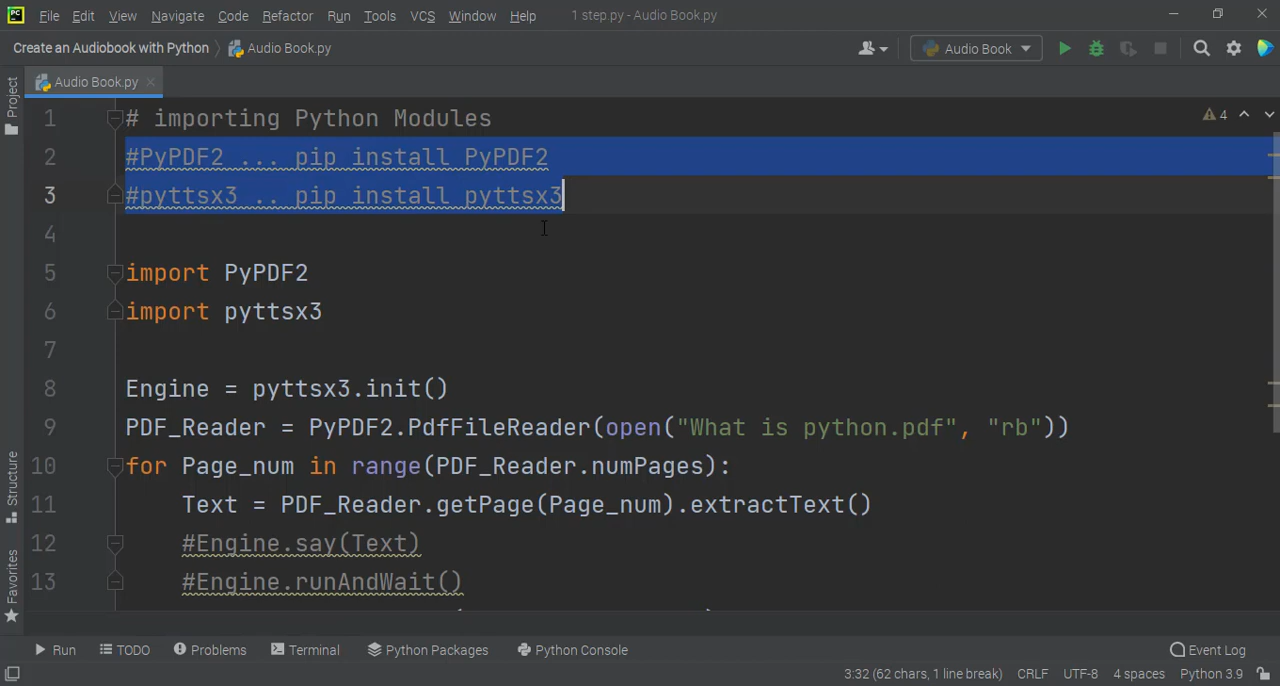 PC File Edit View Navigate Code Refactor Run Tools VCS Window Help 1 step.py - Audio Book.py
Create an Audiobook with Python Audio Book.py Audio Book
Audio Book.py
Project
1 # importing Python Modules
4
2 #PyPDF2 ... pip install PyPDF2
3 #pyttsx3 .. pip install pyttsx3
4
5 import PyPDF2
6 import pyttsx3
7
8 Engine = pyttsx3.init()
9 PDF_Reader = PyPDF2.PdfFileReader(open("What is python.pdf", "rb"))
10 for Page_num in range(PDF_Reader.numPages):
11 Text = PDF_Reader.getPage(Page_num).extractText()
12 #Engine.say(Text)
13 #Engine.runAndWait()
Structure
Favorites
Run TODO Problems Terminal Python Packages Python Console Event Log
3:32 (62 chars, 1 line break) CRLF UTF-8 4 spaces Python 3.9